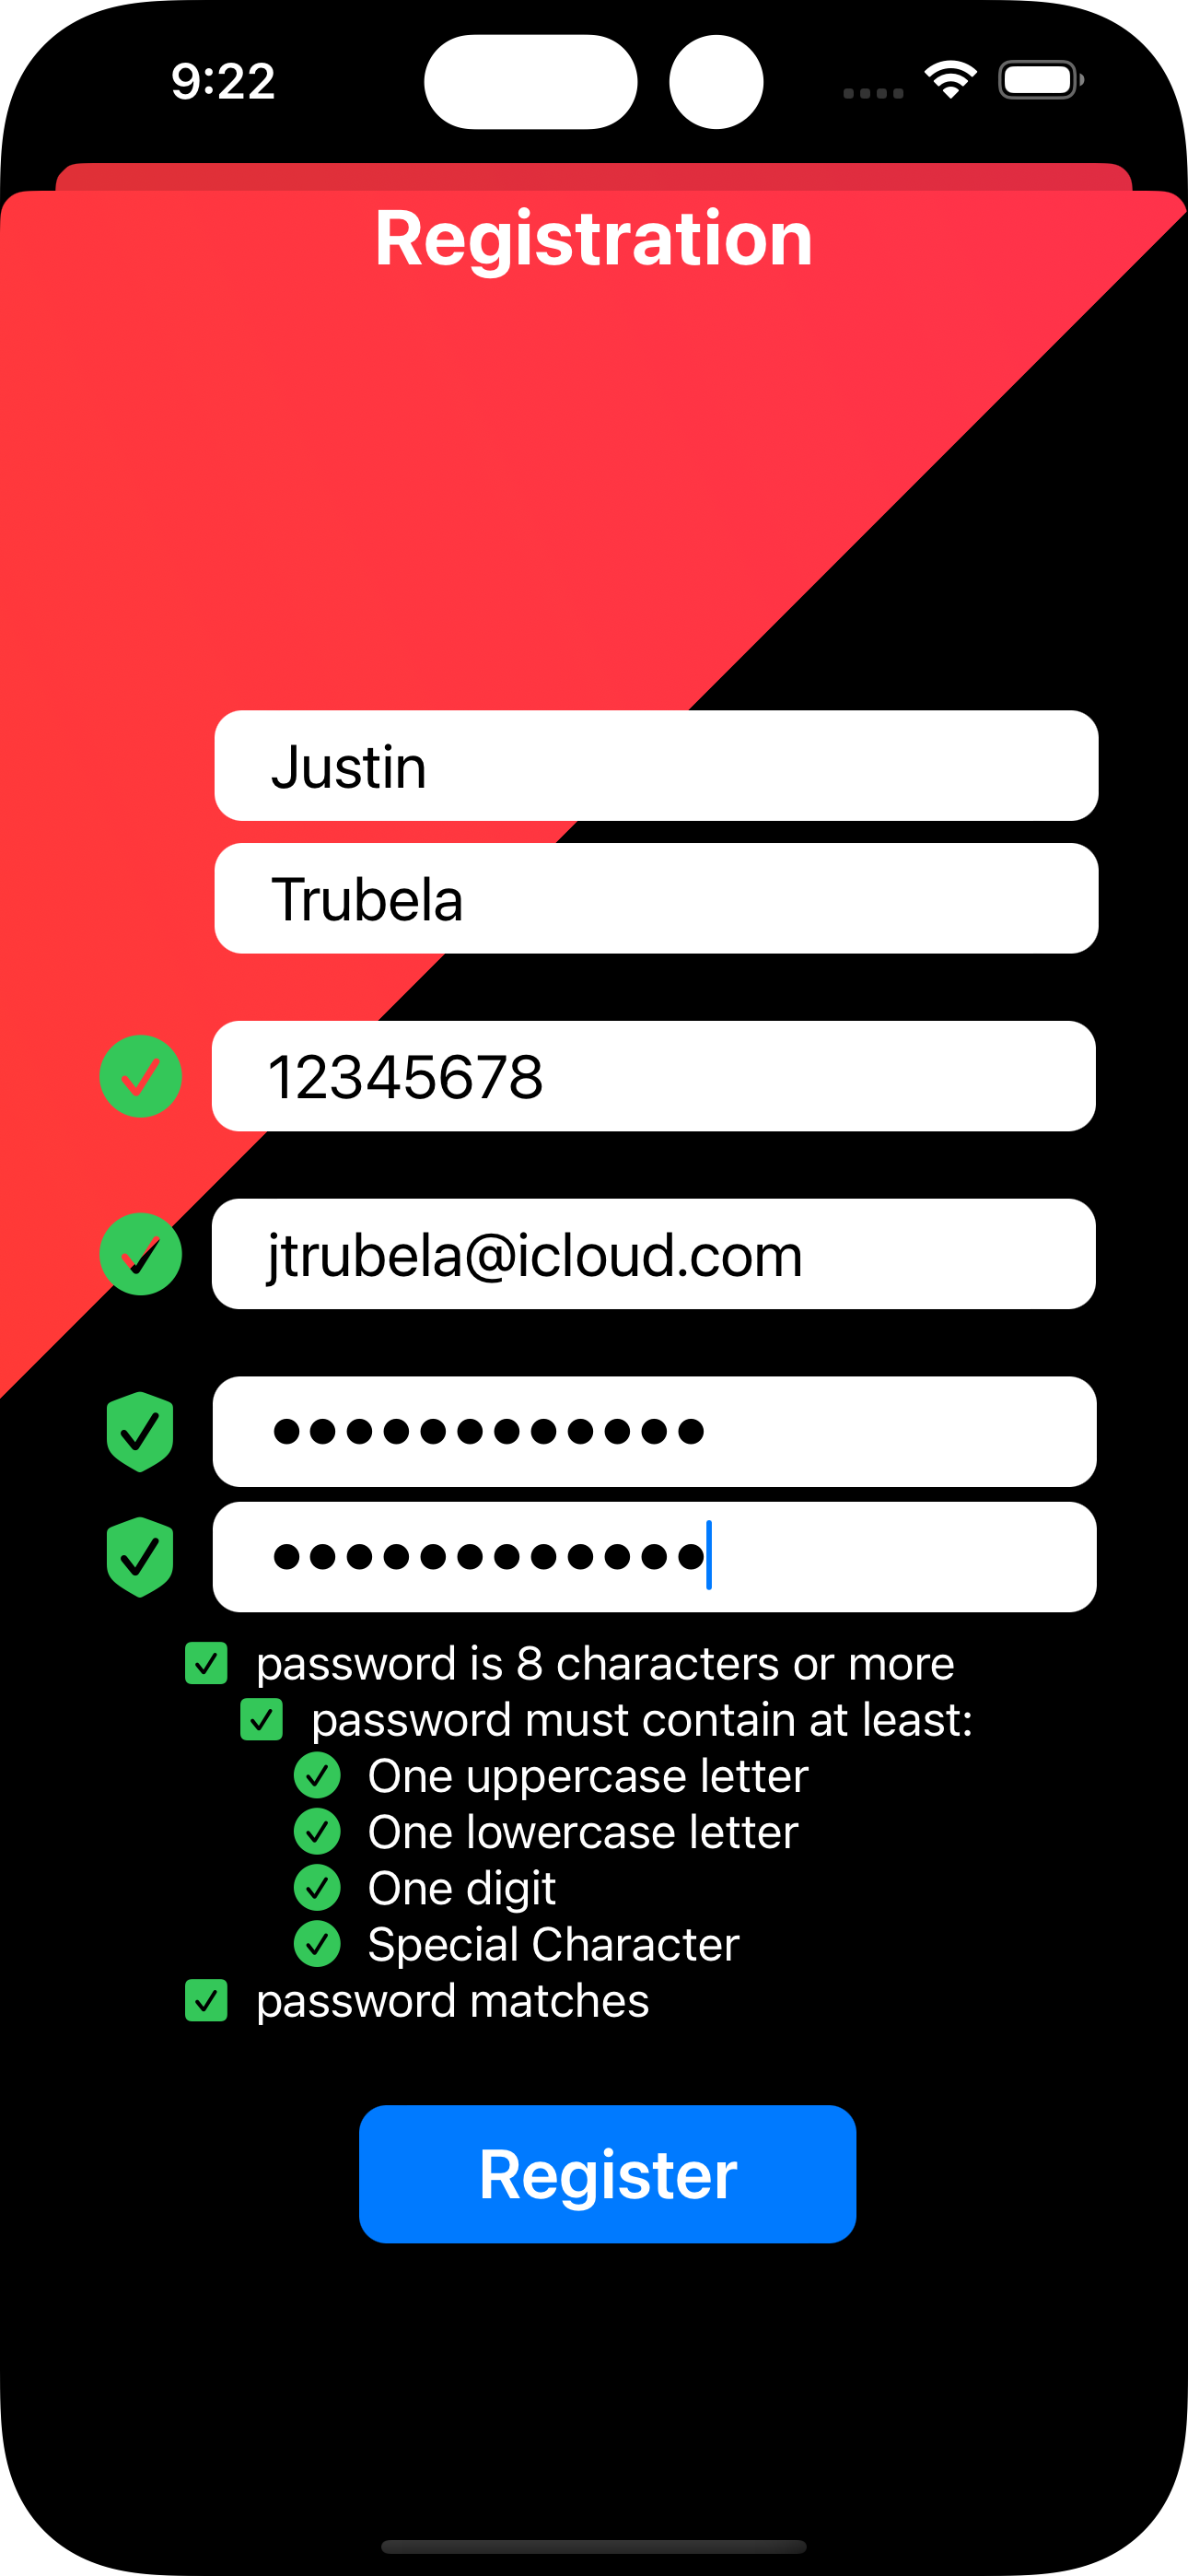 9:22
Registration
Justin
Trubela
12345678
jtrubela@icloud.com
••••••••••••
••••••••••••
password is 8 characters or more
password must contain at least:
One uppercase letter
One lowercase letter
One digit
Special Character
password matches
Register